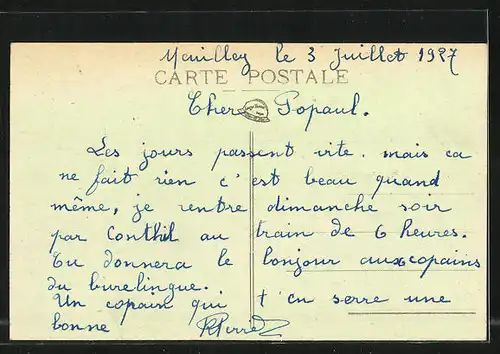 le 3 Juillet 1927
CARTE POSTALE
Cher Popaul.
Les jours passent vite. mais ca
ne fait rien c'est beau quand
même, je rentre dimanche soir
par Conthil au train de 6 heures.
tu donnera le bonjour aux copains
du
Un copain qui t'en serre une
bonne